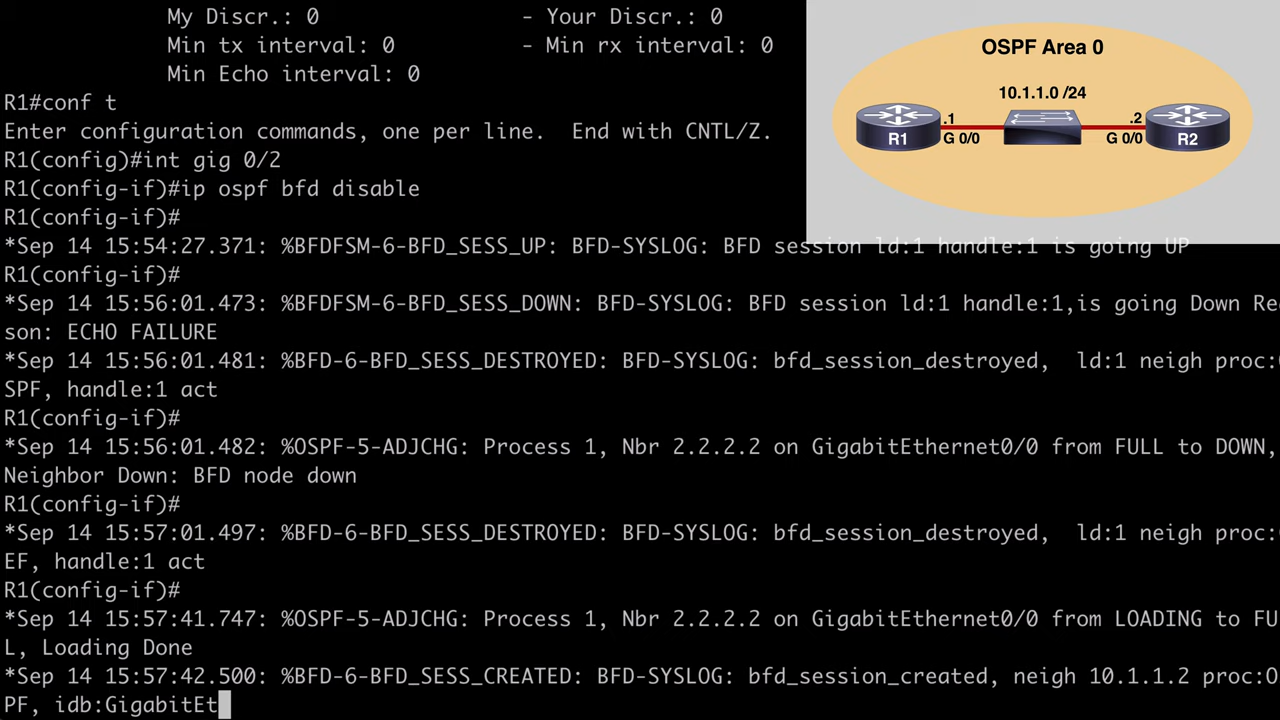 My Discr.: 0 - Your Discr.: 0
Min tx interval: 0 - Min rx interval: 0
Min Echo interval: 0
R1#conf t
Enter configuration commands, one per line. End with CNTL/Z.
R1(config)#int gig 0/2
R1(config-if)#ip ospf bfd disable
R1(config-if)#
*Sep 14 15:54:27.371: %BFDFSM-6-BFD_SESS_UP: BFD-SYSLOG: BFD session ld:1 handle:1 is going UP
R1(config-if)#
*Sep 14 15:56:01.473: %BFDFSM-6-BFD_SESS_DOWN: BFD-SYSLOG: BFD session ld:1 handle:1,is going Down Re
son: ECHO FAILURE
*Sep 14 15:56:01.481: %BFD-6-BFD_SESS_DESTROYED: BFD-SYSLOG: bfd_session_destroyed, ld:1 neigh proc:
SPF, handle:1 act
R1(config-if)#
*Sep 14 15:56:01.482: %OSPF-5-ADJCHG: Process 1, Nbr 2.2.2.2 on GigabitEthernet0/0 from FULL to DOWN,
Neighbor Down: BFD node down
R1(config-if)#
*Sep 14 15:57:01.497: %BFD-6-BFD_SESS_DESTROYED: BFD-SYSLOG: bfd_session_destroyed, ld:1 neigh proc:
EF, handle:1 act
R1(config-if)#
*Sep 14 15:57:41.747: %OSPF-5-ADJCHG: Process 1, Nbr 2.2.2.2 on GigabitEthernet0/0 from LOADING to FU
L, Loading Done
*Sep 14 15:57:42.500: %BFD-6-BFD_SESS_CREATED: BFD-SYSLOG: bfd_session_created, neigh 10.1.1.2 proc:O
PF, idb:GigabitEt
OSPF Area 0
10.1.1.0 /24
.1 .2
R1 G 0/0 G 0/0 R2